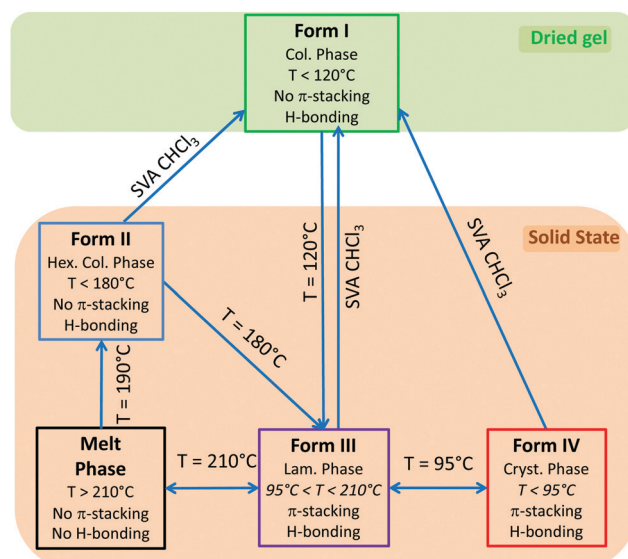 Form I
Col. Phase
T < 120°C
No π-stacking
H-bonding
Dried gel
SVA CHCl₃
T = 120°C
SVA CHCl₃
SVA CHCl₃
Solid State
Form II
Hex. Col. Phase
T < 180°C
No π-stacking
H-bonding
T = 180°C
T = 190°C
Melt
Phase
T > 210°C
No π-stacking
No H-bonding
T = 210°C
Form III
Lam. Phase
95°C < T < 210°C
π-stacking
H-bonding
T = 95°C
Form IV
Cryst. Phase
T < 95°C
π-stacking
H-bonding